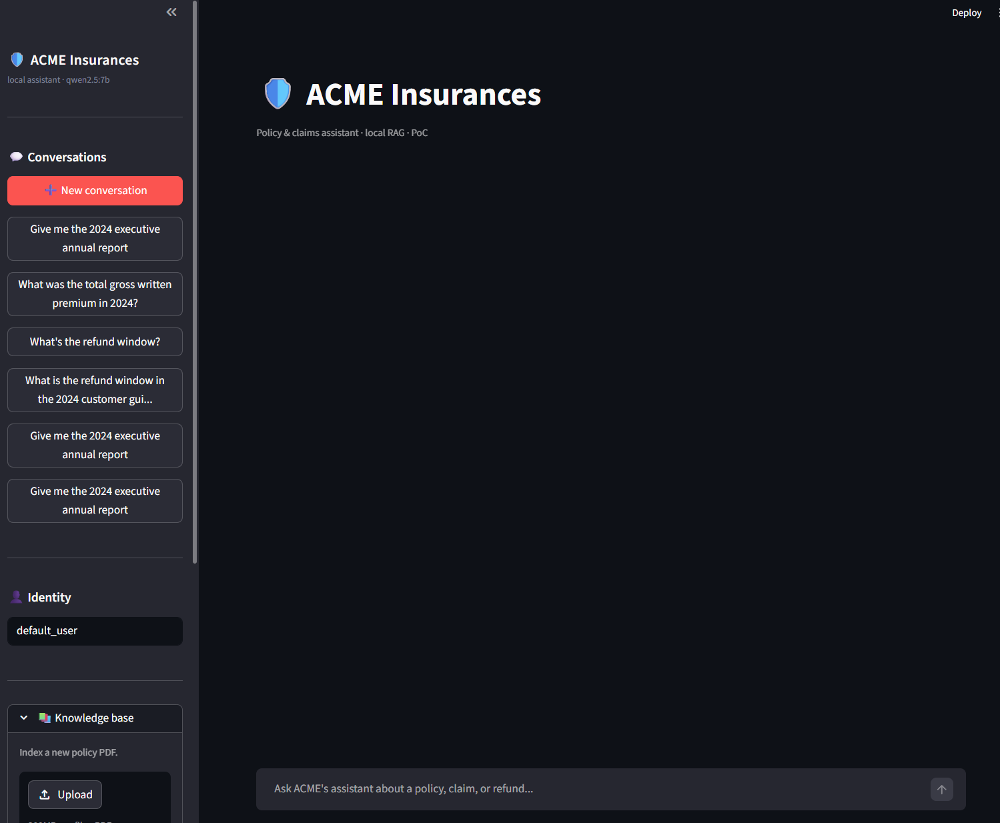 Deploy
ACME Insurances
local assistant · qwen2.5:7b
Conversations
New conversation
Give me the 2024 executive
annual report
What was the total gross written
premium in 2024?
What's the refund window?
What is the refund window in
the 2024 customer gui...
Give me the 2024 executive
annual report
Give me the 2024 executive
annual report
Identity
default_user
Knowledge base
Index a new policy PDF.
Upload
ACME Insurances
Policy & claims assistant · local RAG · PoC
Ask ACME's assistant about a policy, claim, or refund...